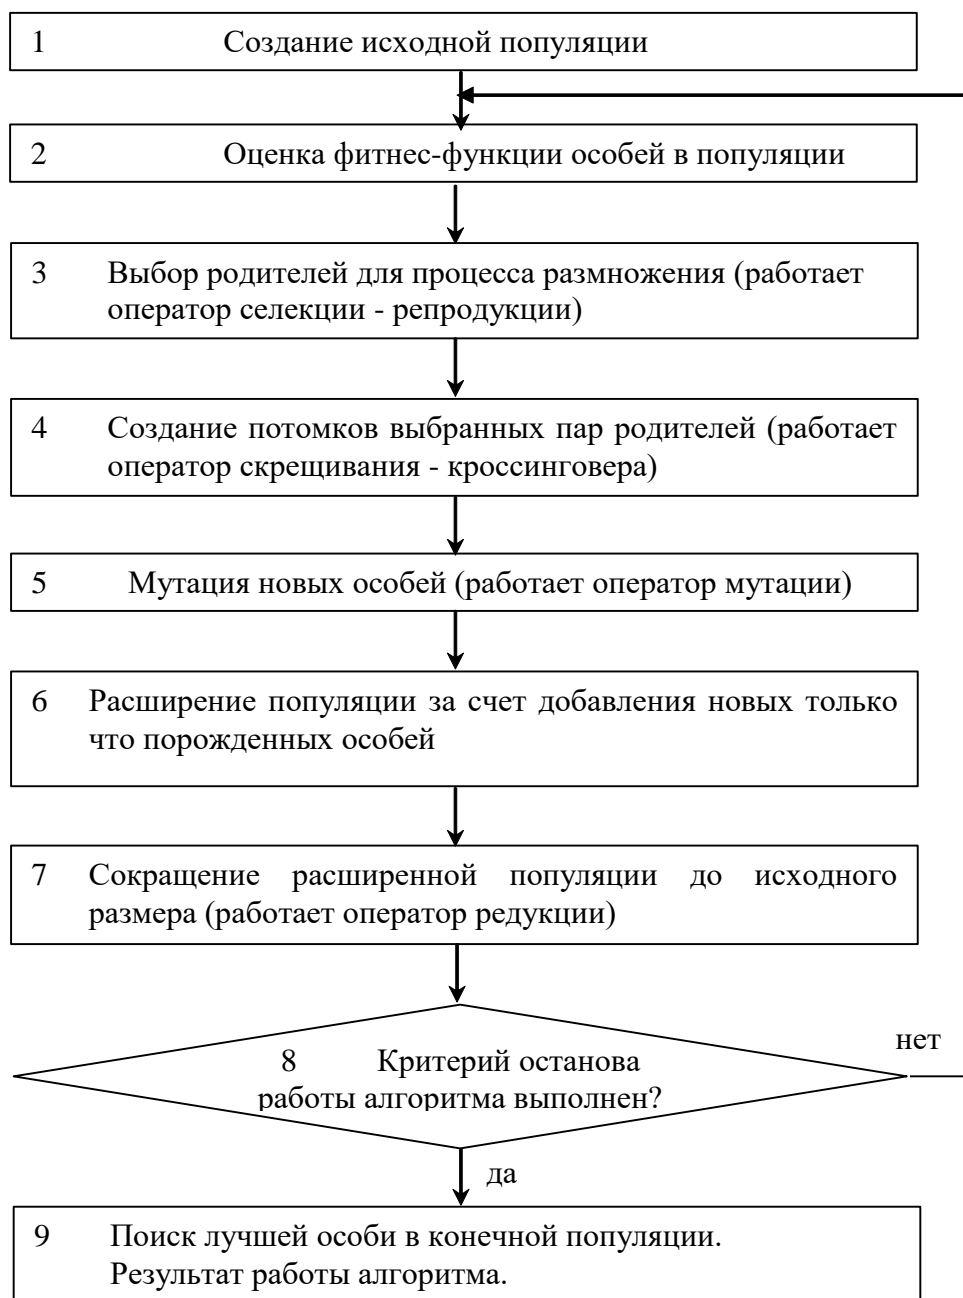 1 Создание исходной популяции
2 Оценка фитнес-функции особей в популяции
3 Выбор родителей для процесса размножения (работает
оператор селекции - репродукции)
4 Создание потомков выбранных пар родителей (работает
оператор скрещивания - кроссинговера)
5 Мутация новых особей (работает оператор мутации)
6 Расширение популяции за счет добавления новых только
что порожденных особей
7 Сокращение расширенной популяции до исходного
размера (работает оператор редукции)
нет
8 Критерий останова
работы алгоритма выполнен?
да
9 Поиск лучшей особи в конечной популяции.
Результат работы алгоритма.